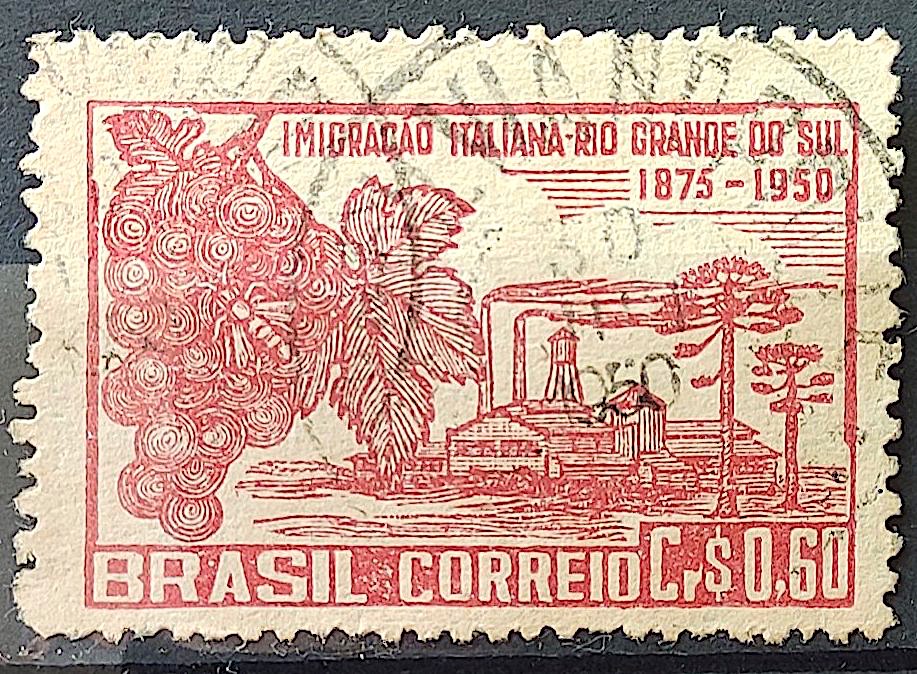 IMIGRAÇÃO ITALIANA-RIO GRANDE DO SUL
1875-1950
BRASIL CORREIO Cr$ 0,60